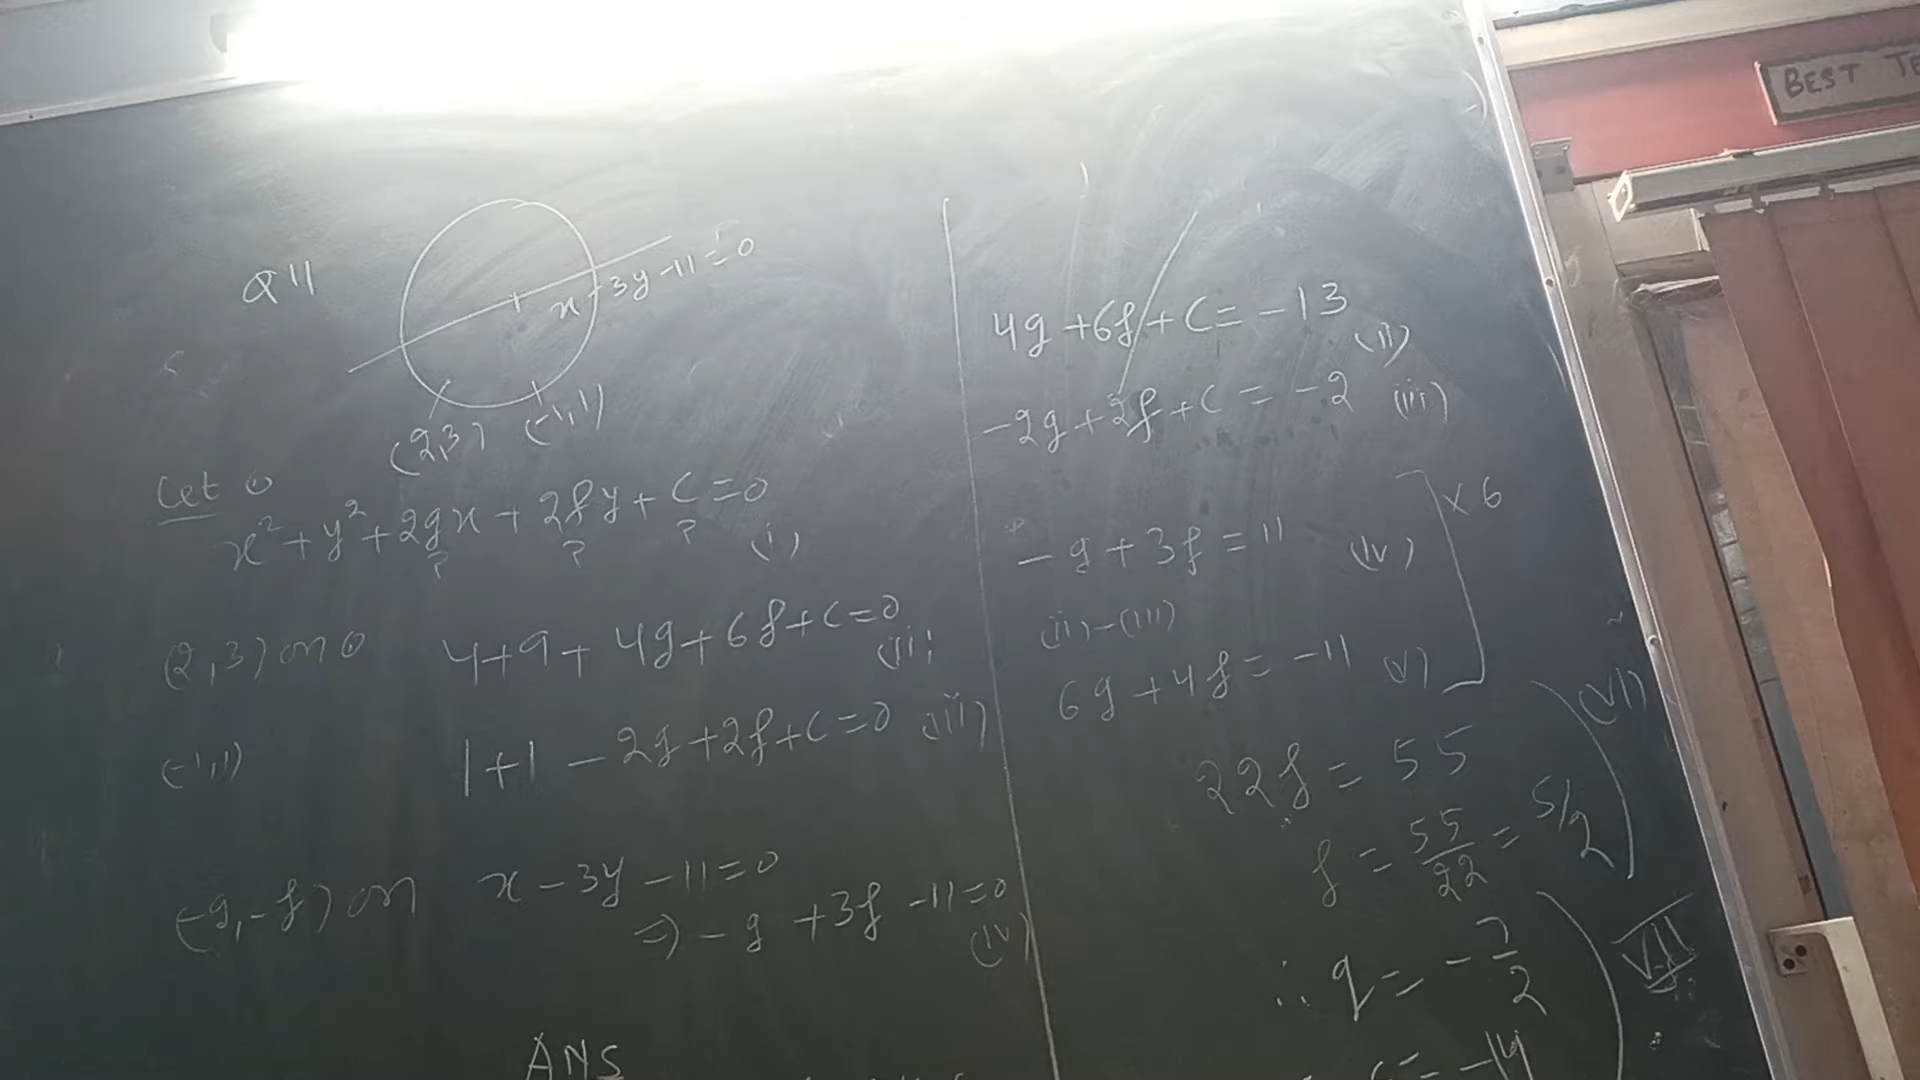 Q 11
x - 3y - 11 = 0
(2,3) (-1,1)
Let
x² + y² + 2gx + 2fy + C = 0
? ? ? (i)
(2,3) on 4+9+ 4g+6f+c=0 (ii)
(-1,1) 1+1 -2g+2f+c=0 (iii)
(-g,-f) on x - 3y - 11 = 0
⇒ -g + 3f - 11 = 0
(iv)
ANS
4g + 6f + C = -13
(ii)
-2g + 2f + C = -2 (iii)
-g + 3f = 11 (iv)
x 6
(ii) - (iii)
6g + 4f = -11 (v)
22f = 55
f = 55/22 = 5/2
(vi)
∴ g = -7/2
VII
c = -14
BEST TE